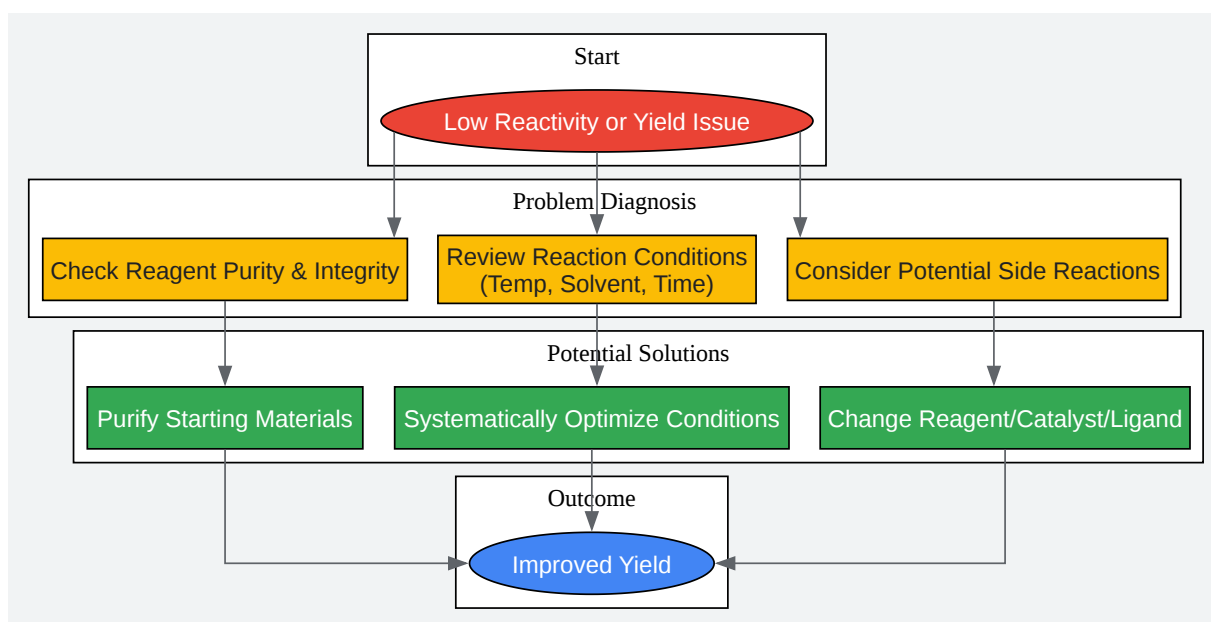 Start
Low Reactivity or Yield Issue
Problem Diagnosis
Check Reagent Purity & Integrity
Review Reaction Conditions
(Temp, Solvent, Time)
Consider Potential Side Reactions
Potential Solutions
Purify Starting Materials
Systematically Optimize Conditions
Change Reagent/Catalyst/Ligand
Outcome
Improved Yield